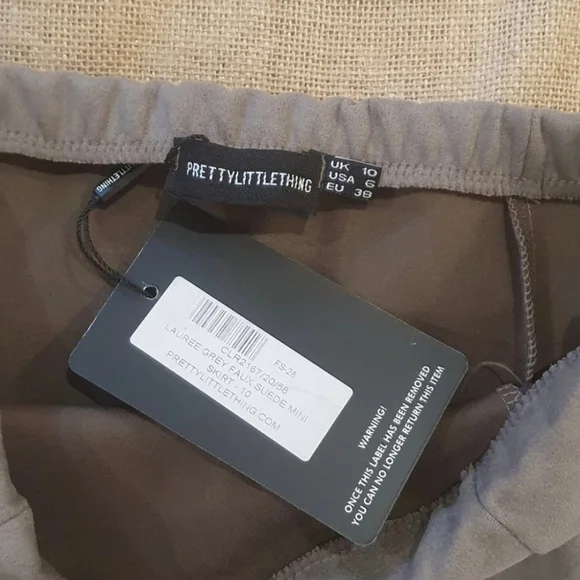 PRETTYLITTLETHING
UK 10
USA 6
EU 38
PRETTYLITTLETHING
FS-28
CLR2167/20/58
LAUREE GREY FAUX SUEDE MINI
SKIRT - 10
PRETTYLITTLETHING.COM
WARNING!
ONCE THIS LABEL HAS BEEN REMOVED
YOU CAN NO LONGER RETURN THIS ITEM